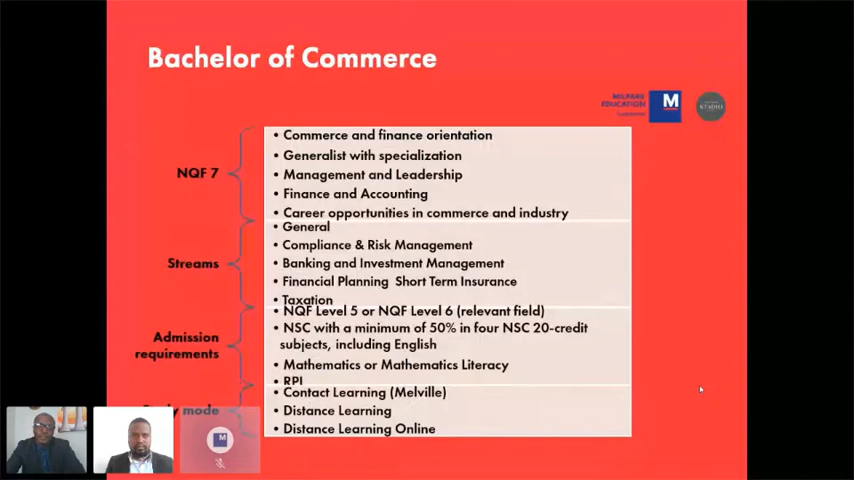 Bachelor of Commerce
MILPARK
EDUCATION
M
STADIO
NQF 7
• Commerce and finance orientation
• Generalist with specialization
• Management and Leadership
• Finance and Accounting
• Career opportunities in commerce and industry
Streams
• General
• Compliance & Risk Management
• Banking and Investment Management
• Financial Planning Short Term Insurance
• Taxation
Admission
requirements
• NQF Level 5 or NQF Level 6 (relevant field)
• NSC with a minimum of 50% in four NSC 20-credit
subjects, including English
• Mathematics or Mathematics Literacy
• RPL
mode
• Contact Learning (Melville)
• Distance Learning
• Distance Learning Online
M